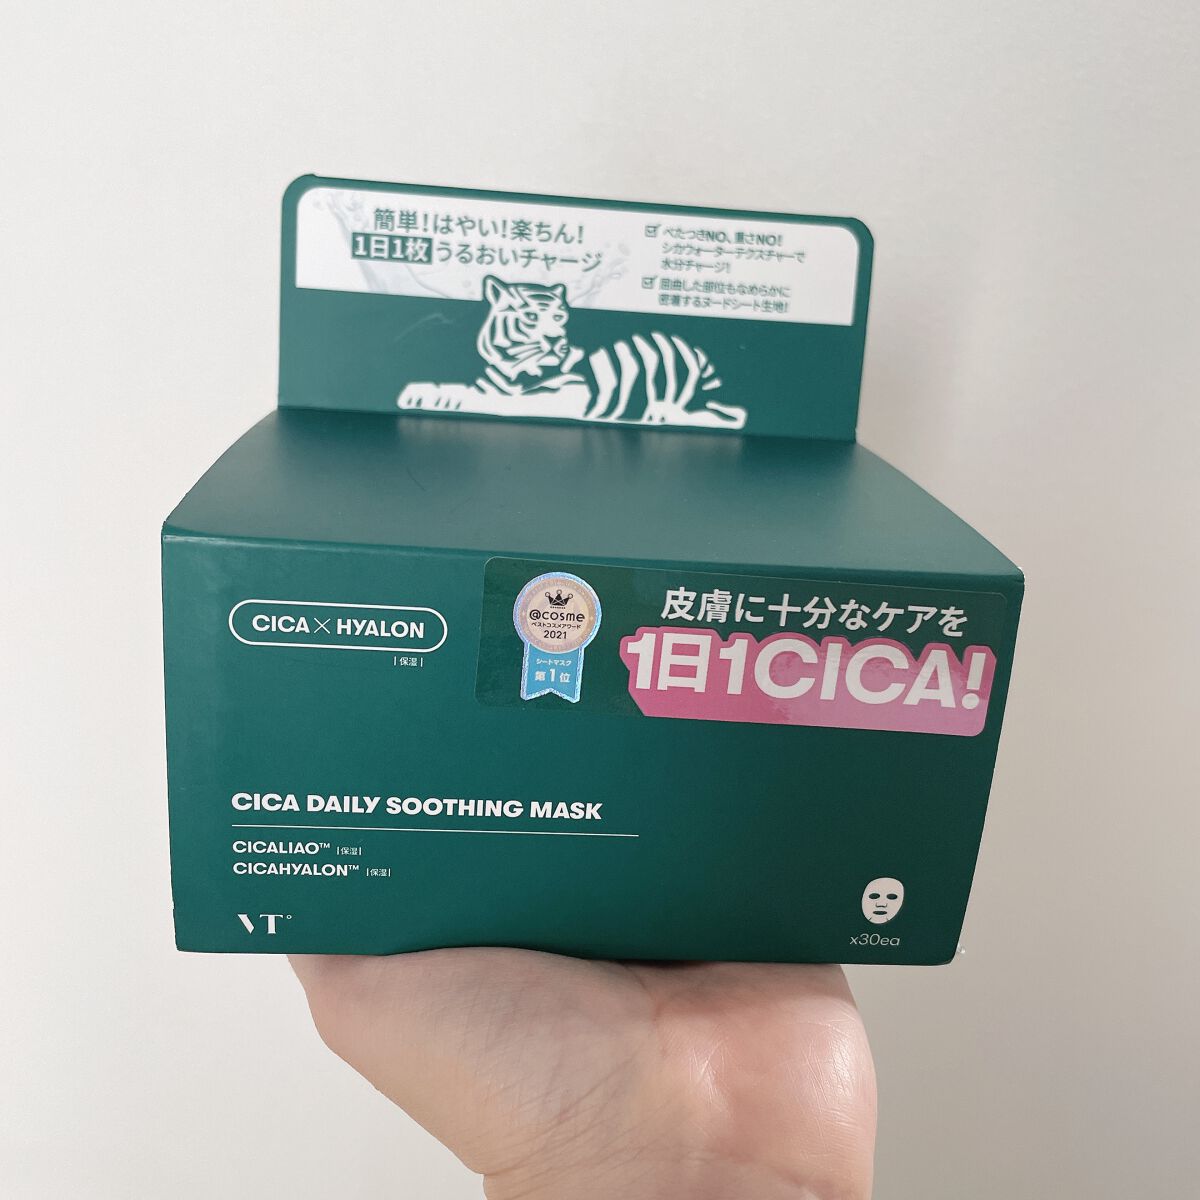 簡単!はやい!楽ちん!
1日1枚うるおいチャージ
べたつきNO、重さNO!
シカウォーターテクスチャーで
水分チャージ!
屈曲した部位もなめらかに
密着するヌードシート生地!
CICA×HYALON
|保湿|
@cosme
ベストコスメアワード
2021
シートマスク
第1位
皮膚に十分なケアを
1日1CICA!
CICA DAILY SOOTHING MASK
CICALIAO™ |保湿|
CICAHYALON™ |保湿|
VT°
x30ea